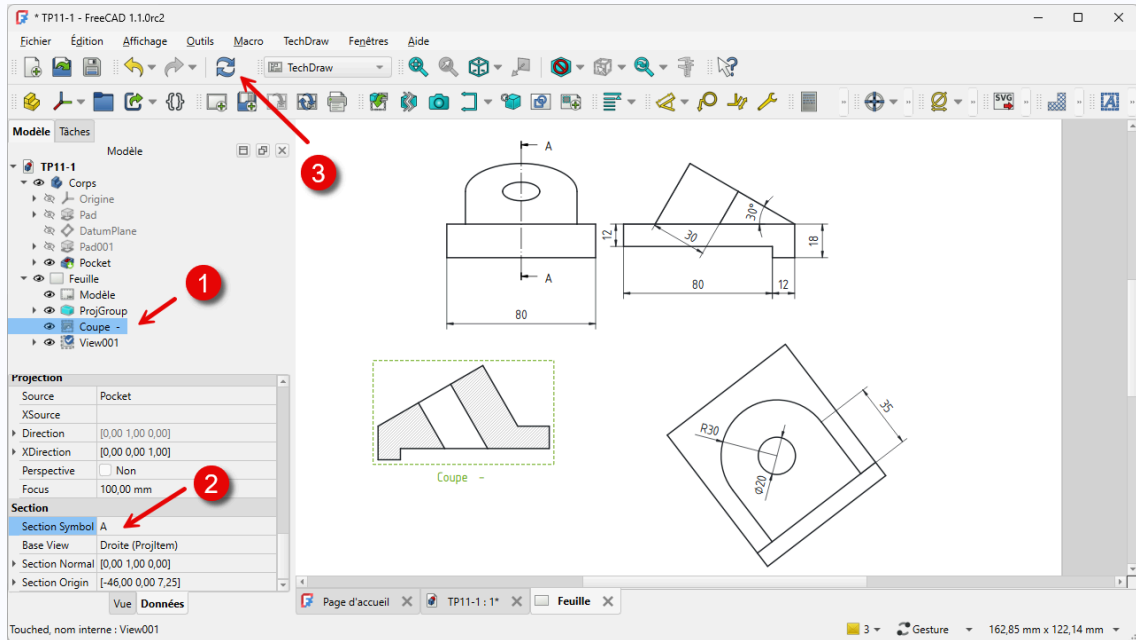 * TP11-1 - FreeCAD 1.1.0rc2
Fichier Édition Affichage Outils Macro TechDraw Fenêtres Aide
TechDraw
SVG
A
Modèle Tâches
Modèle
TP11-1
Corps
Origine
Pad
DatumPlane
Pad001
Pocket
Feuille
Modèle
ProjGroup
Coupe -
View001
1
2
3
Projection
Source Pocket
XSource
Direction [0,00 1,00 0,00]
XDirection [0,00 0,00 1,00]
Perspective Non
Focus 100,00 mm
Section
Section Symbol A
Base View Droite (ProjItem)
Section Normal [0,00 1,00 0,00]
Section Origin [-46,00 0,00 7,25]
Vue Données
A
A
80
12
30
30°
18
80 12
Coupe -
R30
Φ20
35
Page d'accueil TP11-1 : 1* Feuille
Touched, nom interne : View001
3 Gesture 162,85 mm x 122,14 mm